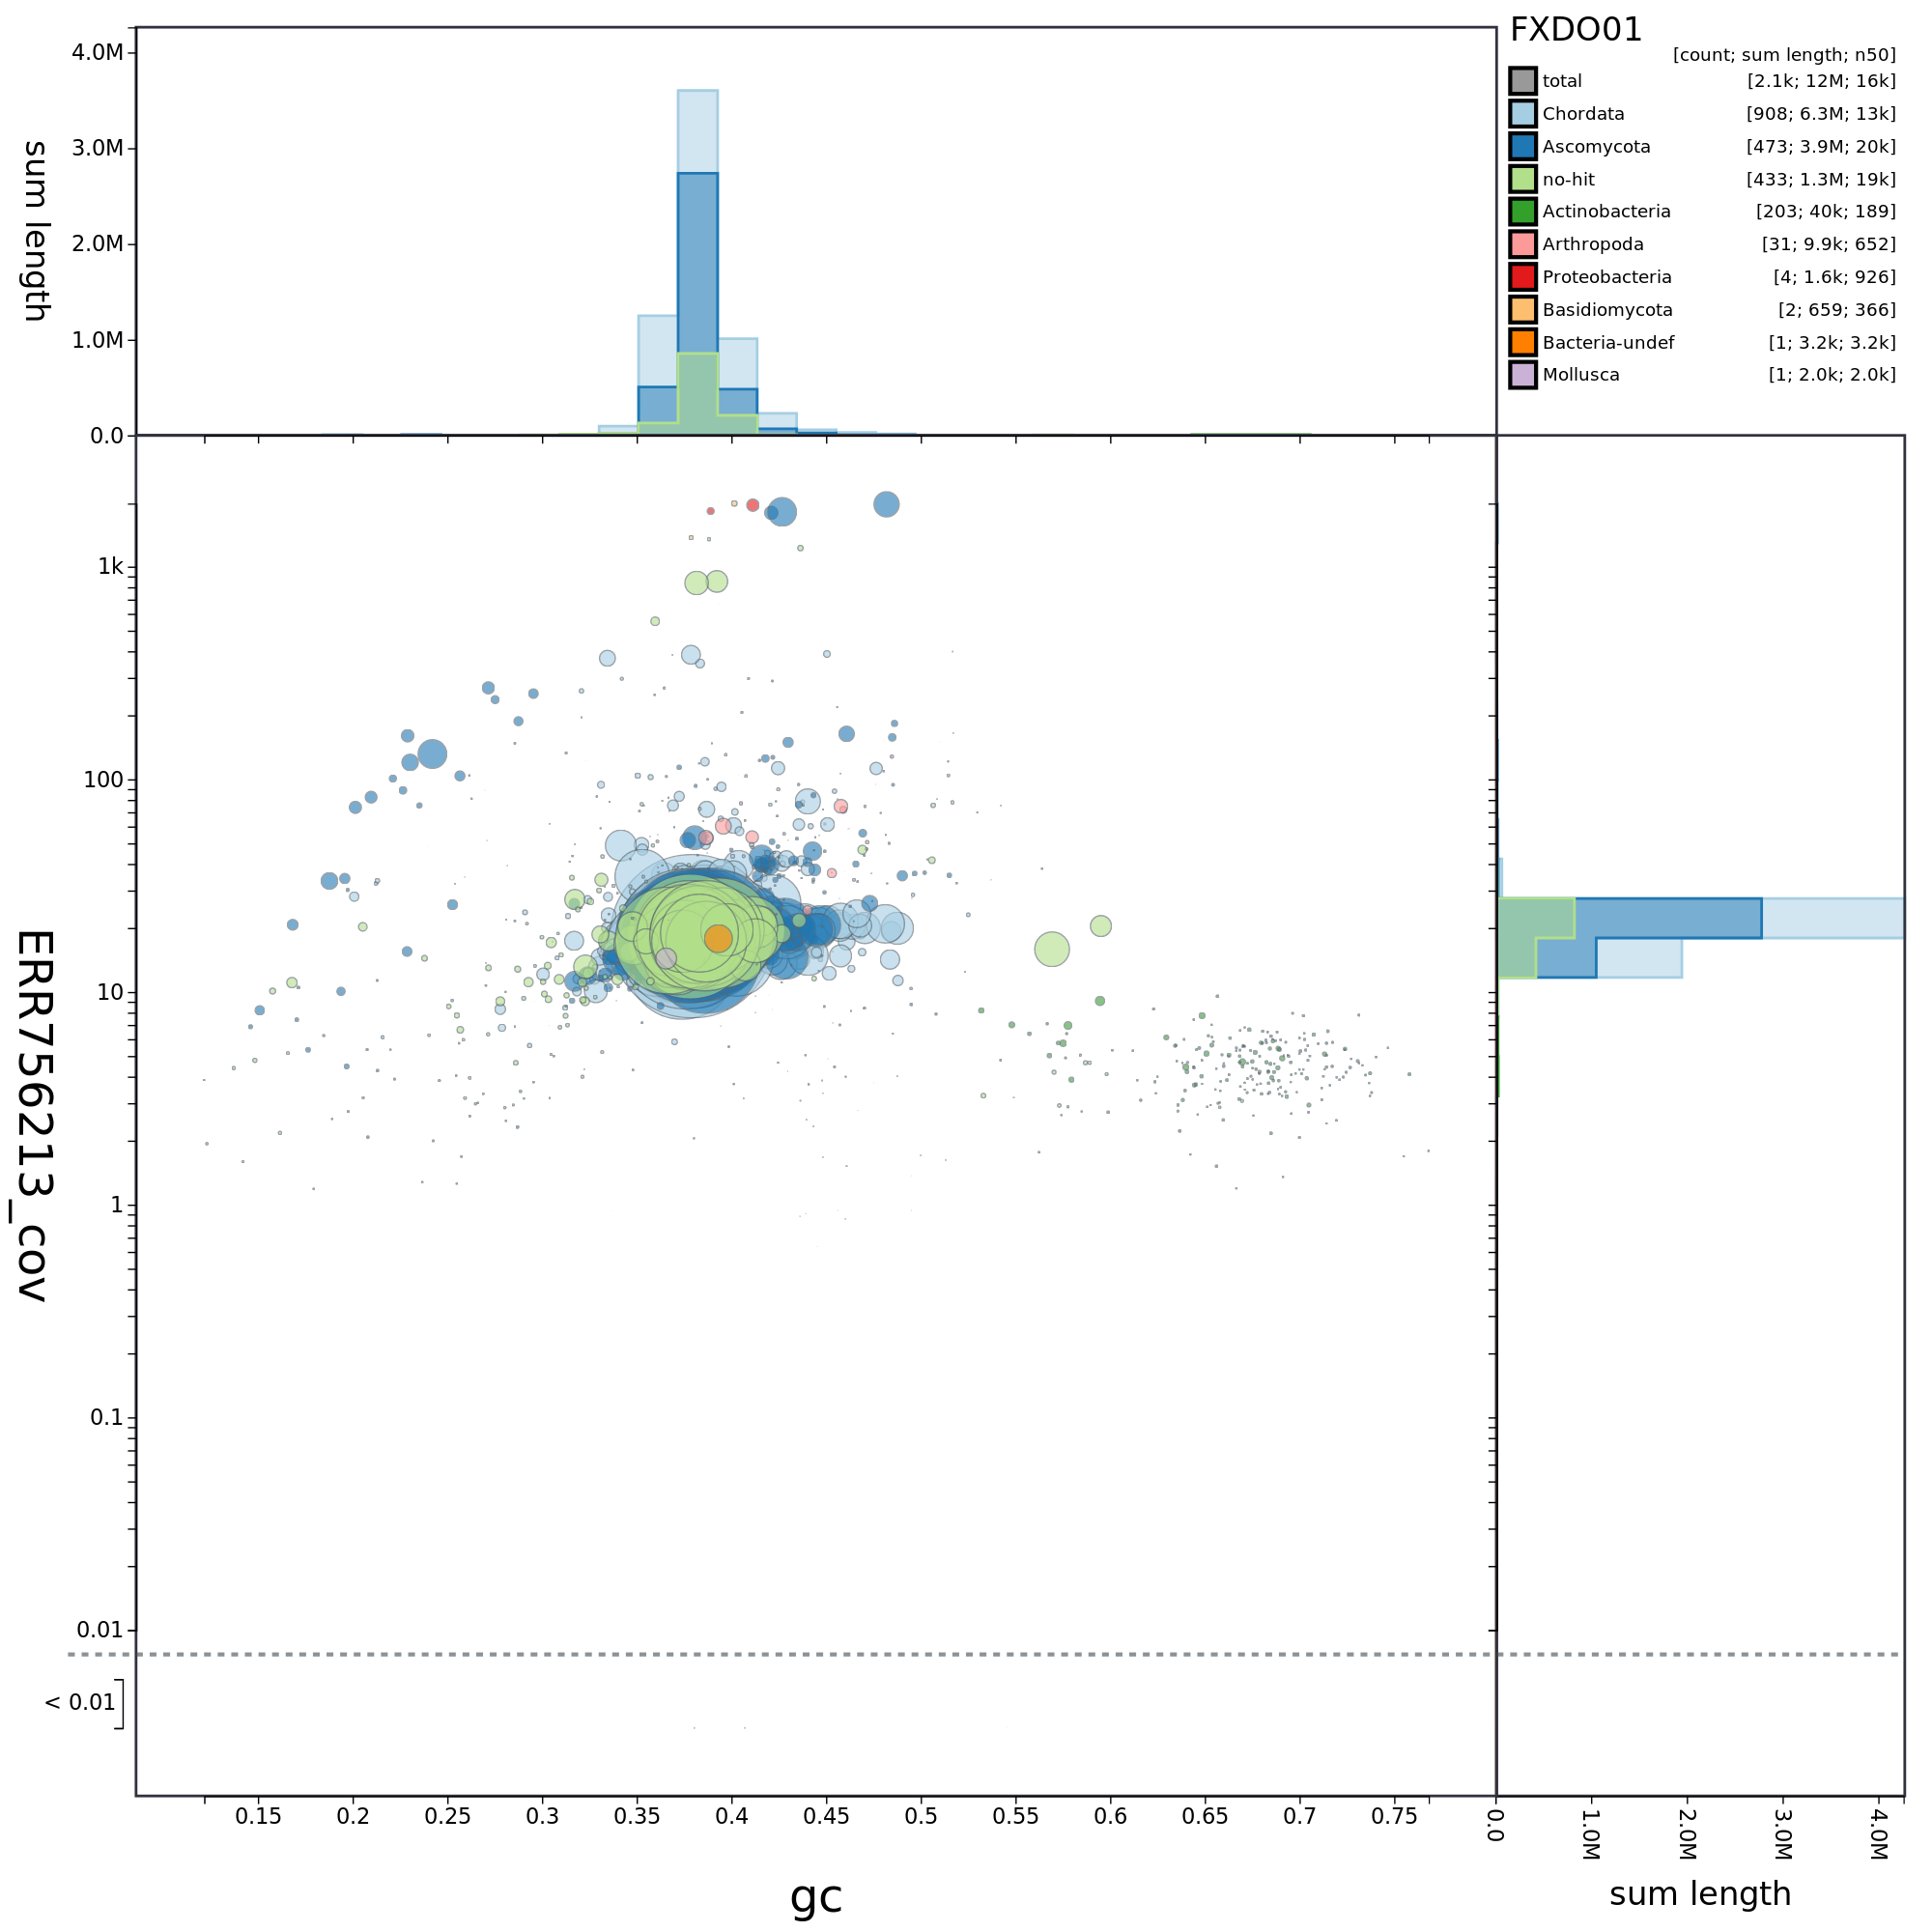 FXDO01
[count; sum length; n50]
total [2.1k; 12M; 16k]
Chordata [908; 6.3M; 13k]
Ascomycota [473; 3.9M; 20k]
no-hit [433; 1.3M; 19k]
Actinobacteria [203; 40k; 189]
Arthropoda [31; 9.9k; 652]
Proteobacteria [4; 1.6k; 926]
Basidiomycota [2; 659; 366]
Bacteria-undef [1; 3.2k; 3.2k]
Mollusca [1; 2.0k; 2.0k]
sum length
4.0M
3.0M
2.0M
1.0M
0.0
ERR756213_cov
1k
100
10
1
0.1
0.01
< 0.01
0.15 0.2 0.25 0.3 0.35 0.4 0.45 0.5 0.55 0.6 0.65 0.7 0.75
gc
0.0 1.0M 2.0M 3.0M 4.0M
sum length